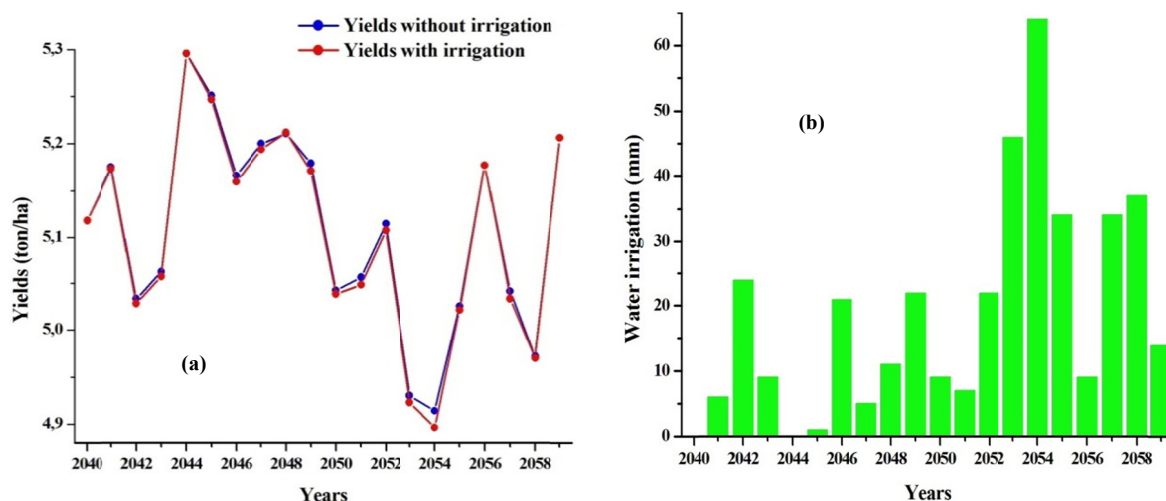 Yields without irrigation
Yields with irrigation
5,3
5,2
5,1
5,0
4,9
Yields (ton/ha)
(a)
2040 2042 2044 2046 2048 2050 2052 2054 2056 2058
Years
60
50
40
30
20
10
0
Water irrigation (mm)
(b)
2040 2042 2044 2046 2048 2050 2052 2054 2056 2058
Years